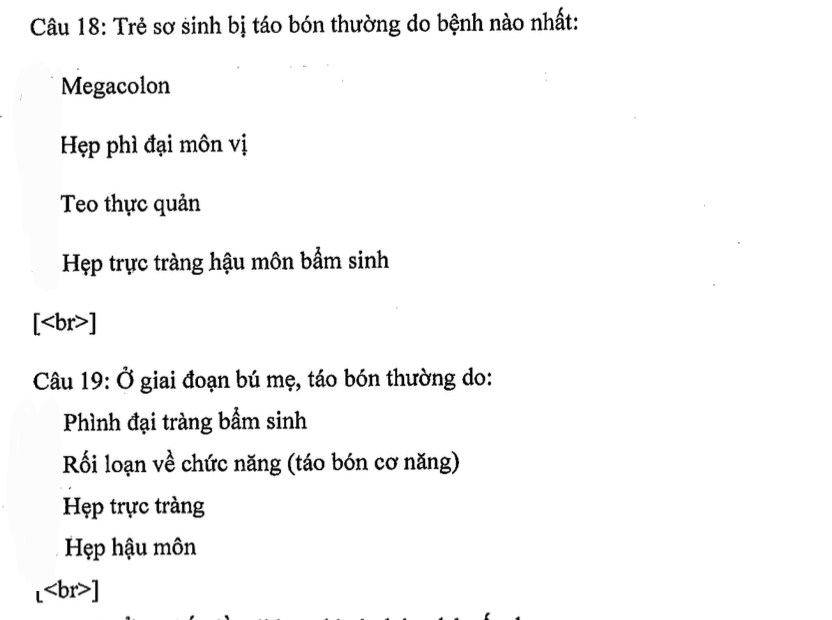 Câu 18: Trẻ sơ sinh bị táo bón thường do bệnh nào nhất:
Megacolon
Hẹp phì đại môn vị
Teo thực quản
Hẹp trực tràng hậu môn bẩm sinh
[<br>]
Câu 19: Ở giai đoạn bú mẹ, táo bón thường do:
Phình đại tràng bẩm sinh
Rối loạn về chức năng (táo bón cơ năng)
Hẹp trực tràng
Hẹp hậu môn
[<br>]